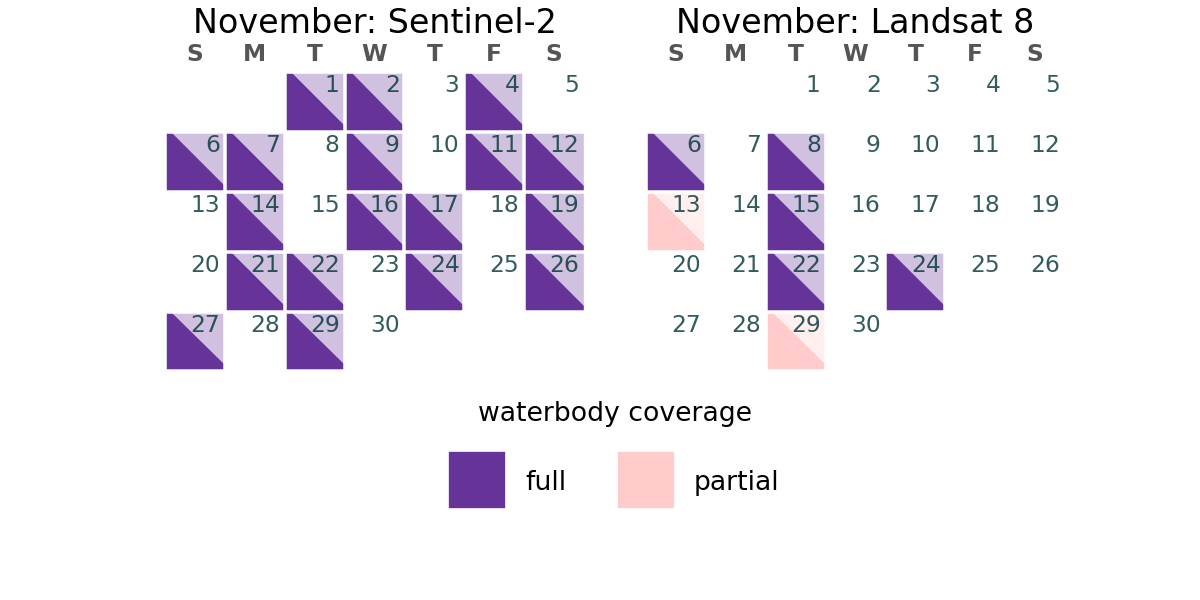 November: Sentinel-2
S M T W T F S
1 2 3 4 5
6 7 8 9 10 11 12
13 14 15 16 17 18 19
20 21 22 23 24 25 26
27 28 29 30
November: Landsat 8
S M T W T F S
1 2 3 4 5
6 7 8 9 10 11 12
13 14 15 16 17 18 19
20 21 22 23 24 25 26
27 28 29 30
waterbody coverage
full
partial